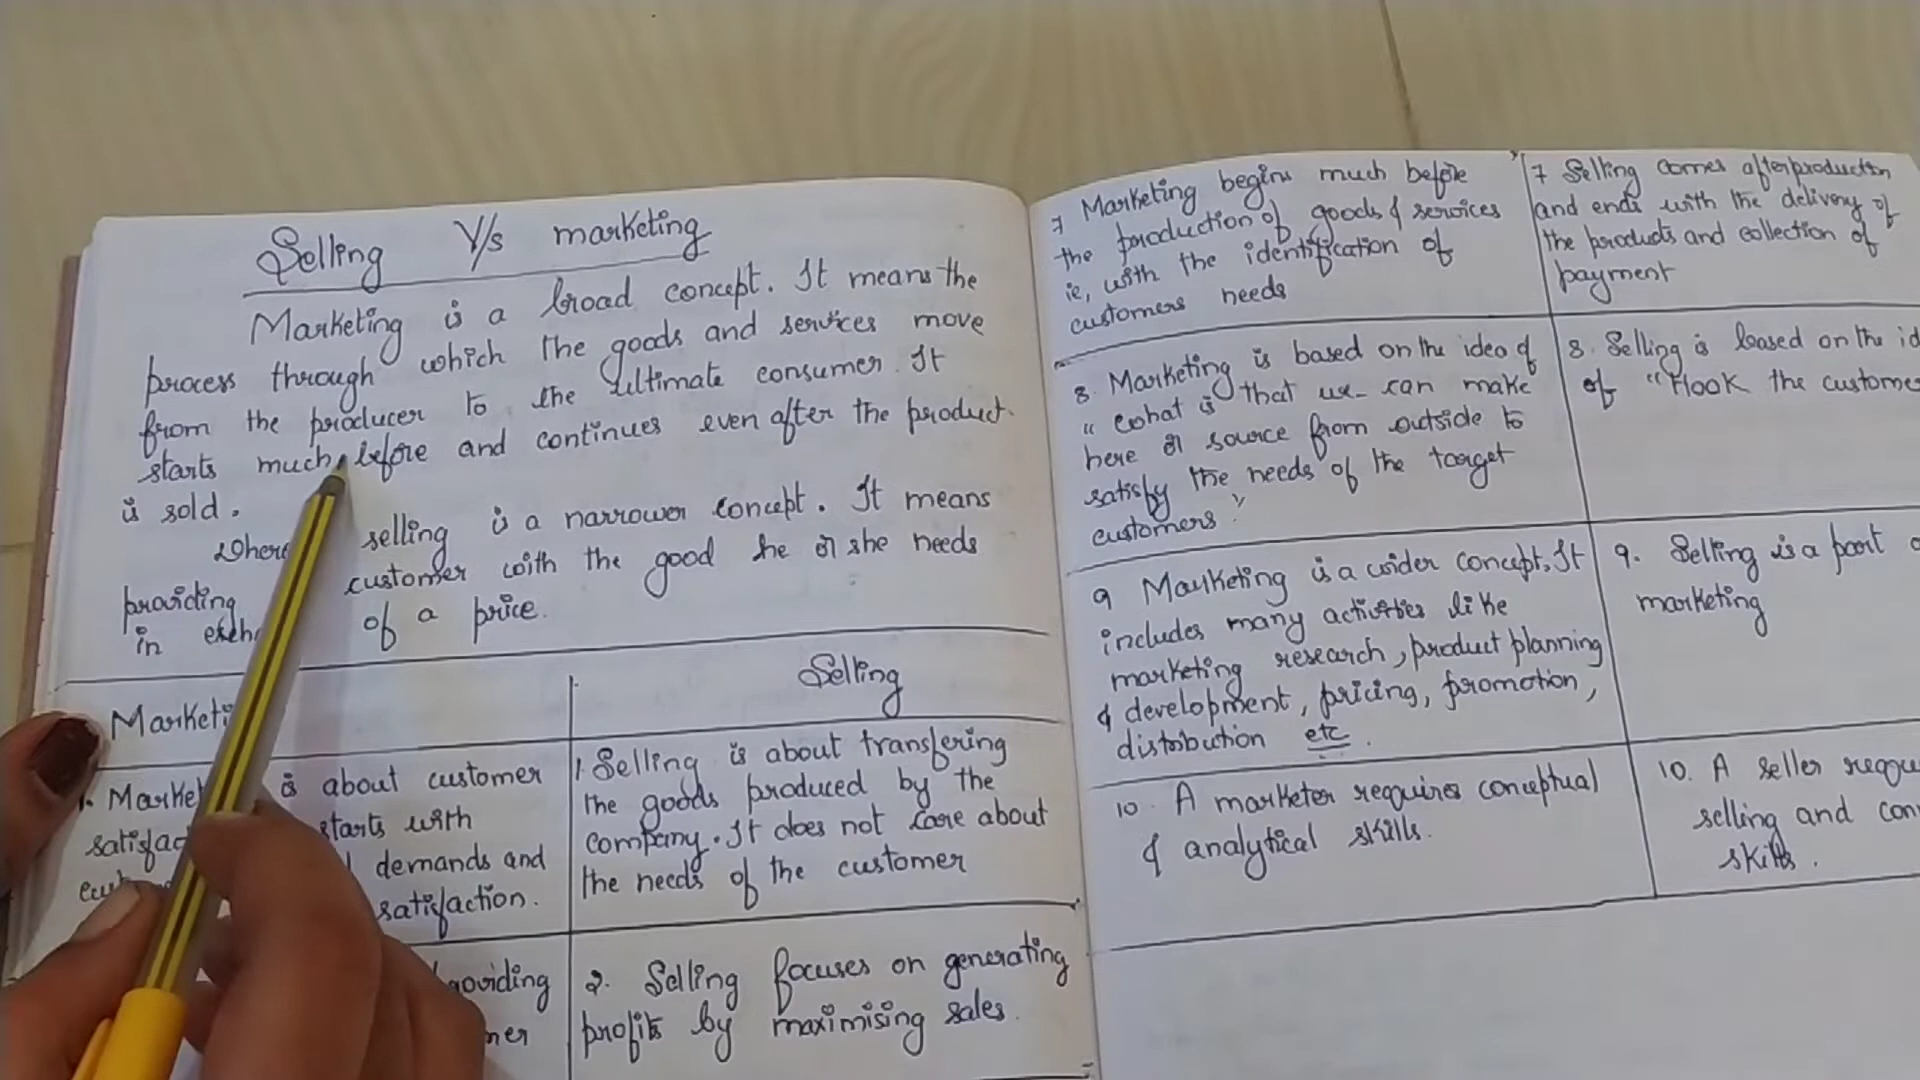 Selling V/s marketing
Marketing is a broad concept. It means the
process through which the goods and services move
from the producer to the ultimate consumer. It
starts much before and continues even after the product
is sold.
selling is a narrower concept. It means
providing customer with the good he or she needs
in of a price.
Selling
is about customer
starts with
demands and
satisfaction.
1. Selling is about transfering
the goods produced by the
company. It does not care about
the needs of the customer
2. Selling focuses on generating
profits by maximising sales.
7 Marketing begins much before
the production of goods & services
ie, with the identification of
customers needs
7 Selling comes after production
and ends with the delivery of
the products and collection of
payment
8. Marketing is based on the idea of
"what is that we can make
here or source from outside to
satisfy the needs of the target
customers"
8. Selling is based on the
of "Hook the
9 Marketing is a wider concept. It
includes many activities like
marketing research, product planning
& development, pricing, promotion,
distribution etc.
9. Selling is a part
marketing
10. A marketer requires conceptual
& analytical skills.
10. A seller
selling and
skills.